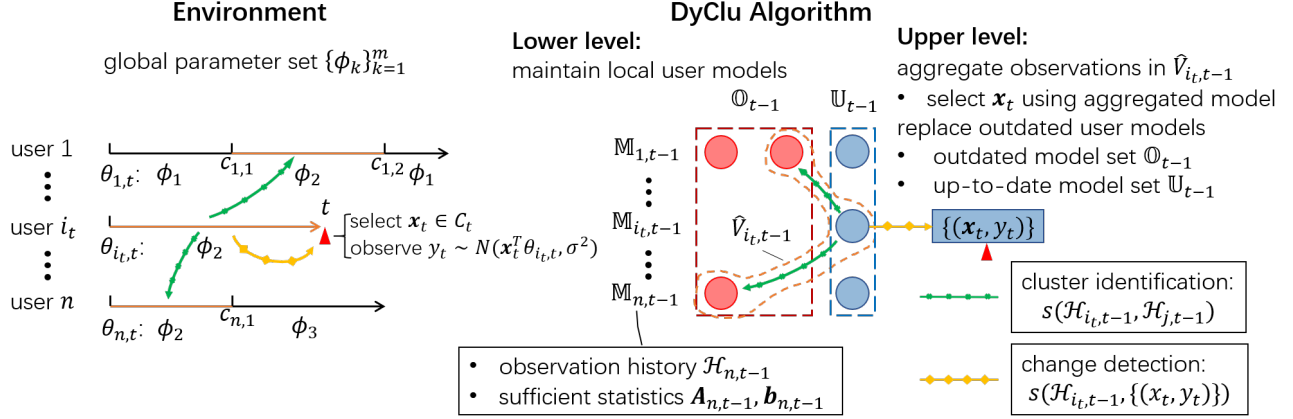 Environment
global parameter set {ϕ_k}_{k=1}^m
user 1
θ_{1,t}: ϕ_1 c_{1,1} ϕ_2 c_{1,2} ϕ_1
user i_t
θ_{i_t,t}: ϕ_2
t
select x_t ∈ C_t
observe y_t ~ N(x_t^T θ_{i_t,t}, σ^2)
user n
θ_{n,t}: ϕ_2 c_{n,1} ϕ_3
DyClu Algorithm
Lower level:
maintain local user models
𝕆_{t−1} 𝕌_{t−1}
𝕄_{1,t−1}
𝕄_{i_t,t−1}
V̂_{i_t,t−1}
𝕄_{n,t−1}
• observation history ℋ_{n,t−1}
• sufficient statistics A_{n,t−1}, b_{n,t−1}
Upper level:
aggregate observations in V̂_{i_t,t−1}
• select x_t using aggregated model
replace outdated user models
• outdated model set 𝕆_{t−1}
• up-to-date model set 𝕌_{t−1}
{(x_t, y_t)}
cluster identification:
s(ℋ_{i_t,t−1}, ℋ_{j,t−1})
change detection:
s(ℋ_{i_t,t−1}, {(x_t, y_t)})